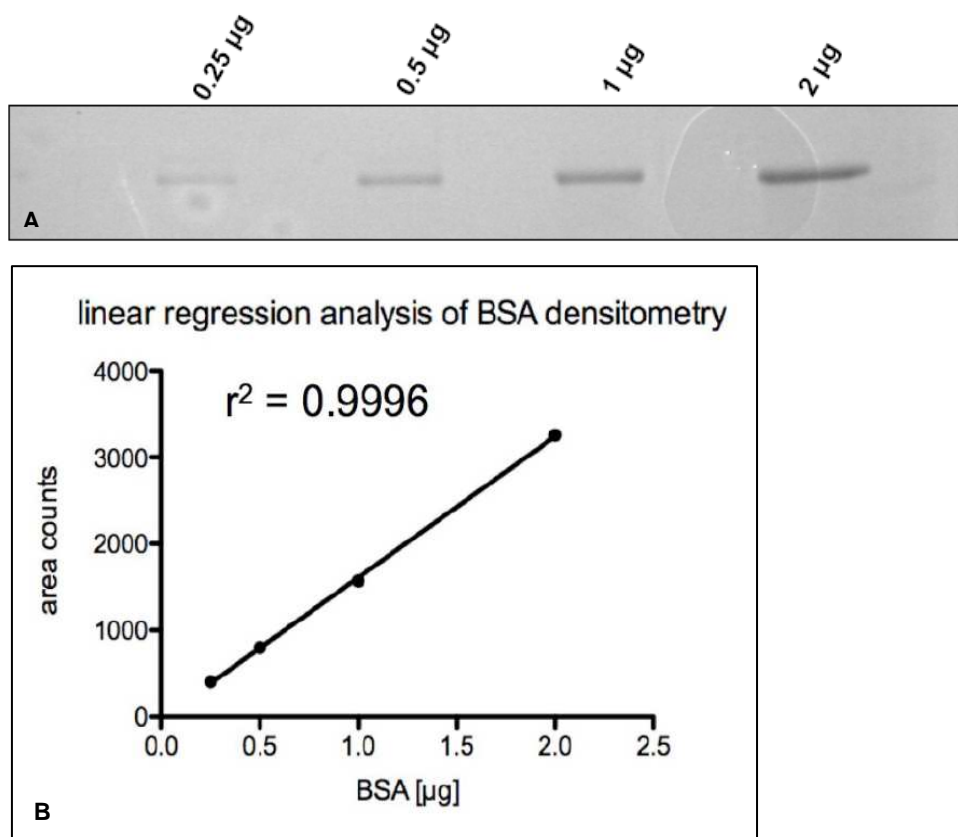 0.25 µg 0.5 µg 1 µg 2 µg
A
linear regression analysis of BSA densitometry
r² = 0.9996
area counts
4000
3000
2000
1000
0
0.0 0.5 1.0 1.5 2.0 2.5
BSA [µg]
B